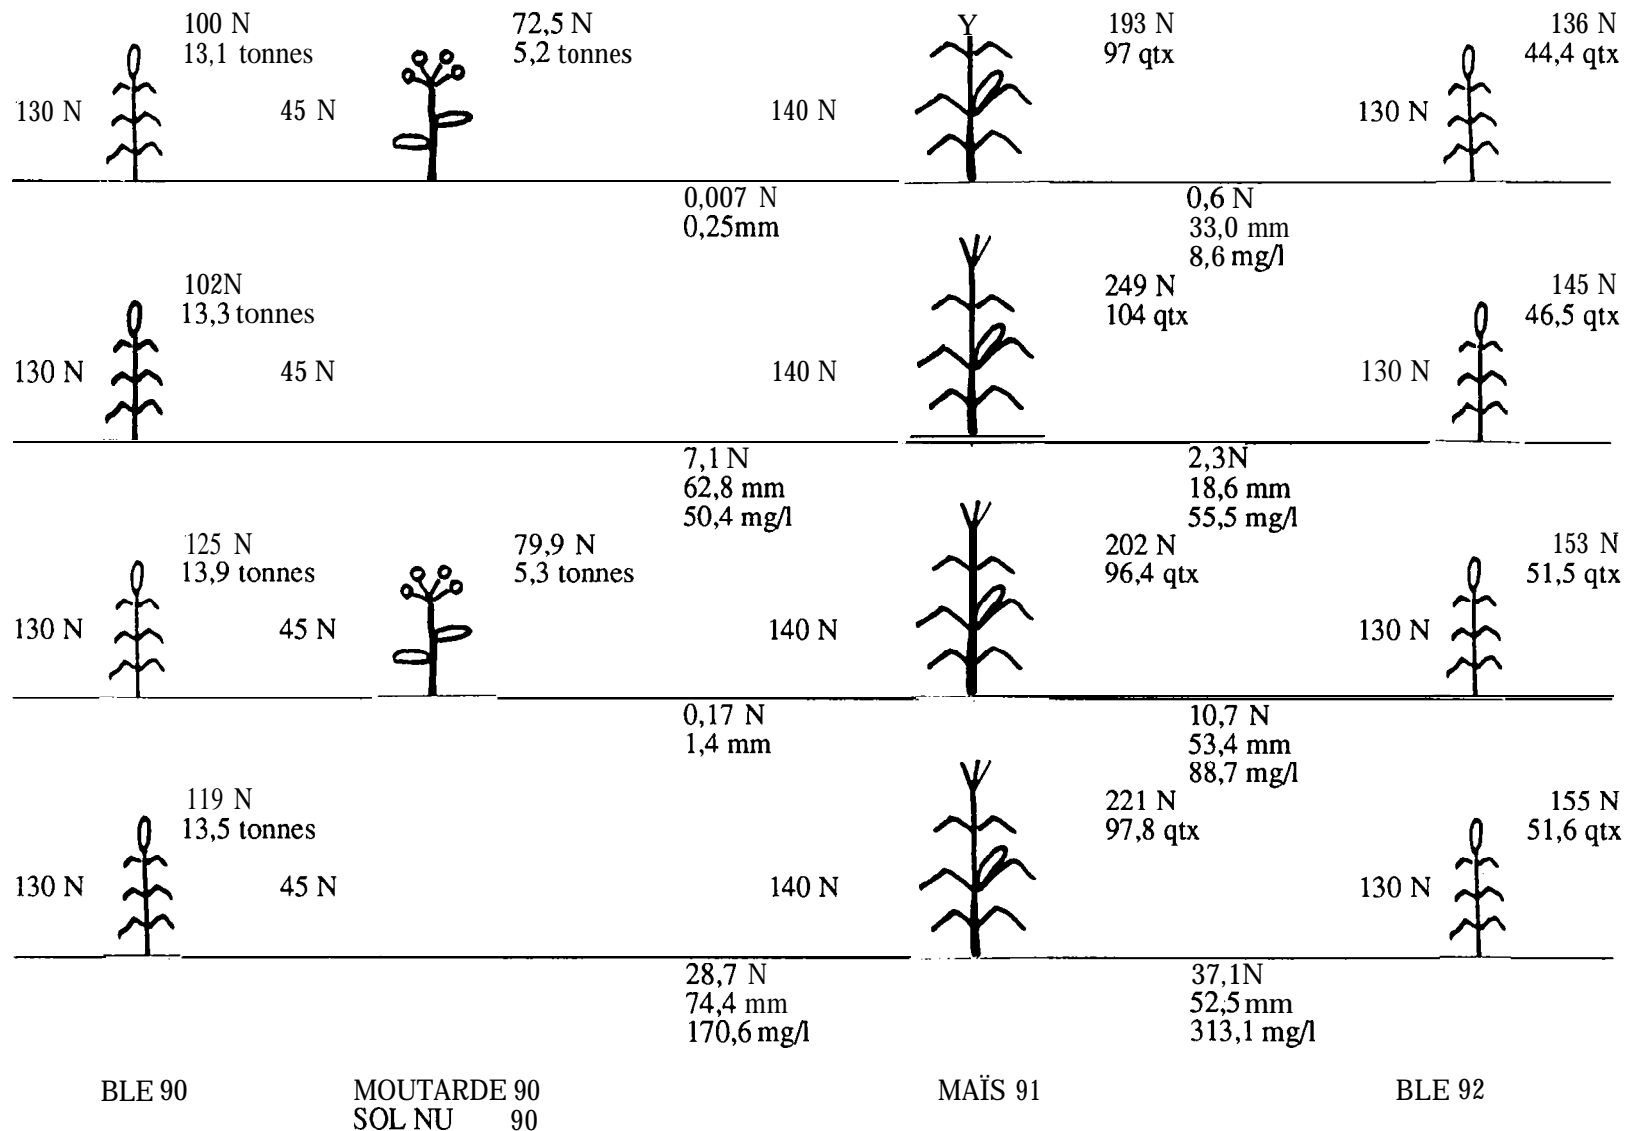 100 N
13,1 tonnes
72,5 N
5,2 tonnes
Y
193 N
97 qtx
136 N
44,4 qtx
130 N
45 N
140 N
130 N
0,007 N
0,25mm
0,6 N
33,0 mm
8,6 mg/l
102N
13,3 tonnes
249 N
104 qtx
145 N
46,5 qtx
130 N
45 N
140 N
130 N
7,1 N
62,8 mm
50,4 mg/l
2,3N
18,6 mm
55,5 mg/l
125 N
13,9 tonnes
79,9 N
5,3 tonnes
202 N
96,4 qtx
153 N
51,5 qtx
130 N
45 N
140 N
130 N
0,17 N
1,4 mm
10,7 N
53,4 mm
88,7 mg/l
119 N
13,5 tonnes
221 N
97,8 qtx
155 N
51,6 qtx
130 N
45 N
140 N
130 N
28,7 N
74,4 mm
170,6 mg/l
37,1N
52,5 mm
313,1 mg/l
BLE 90
MOUTARDE 90
SOL NU 90
MAÏS 91
BLE 92